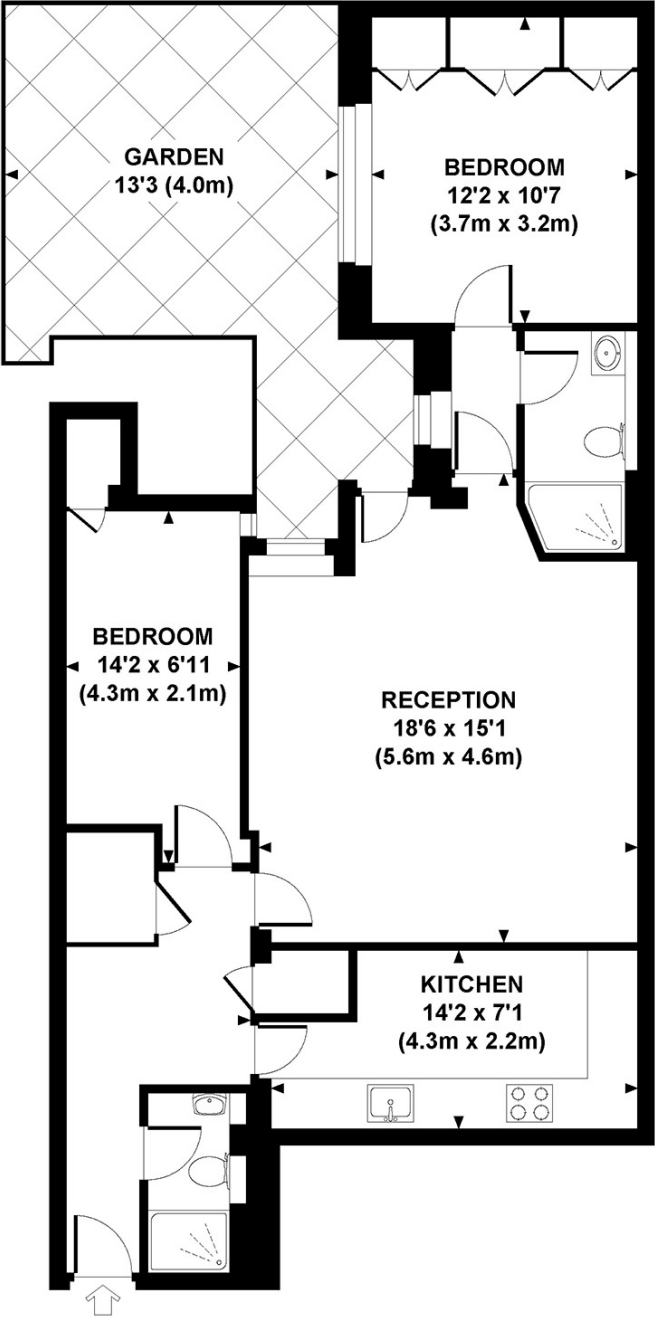 GARDEN
13'3 (4.0m)
BEDROOM
12'2 x 10'7
(3.7m x 3.2m)
BEDROOM
14'2 x 6'11
(4.3m x 2.1m)
RECEPTION
18'6 x 15'1
(5.6m x 4.6m)
KITCHEN
14'2 x 7'1
(4.3m x 2.2m)